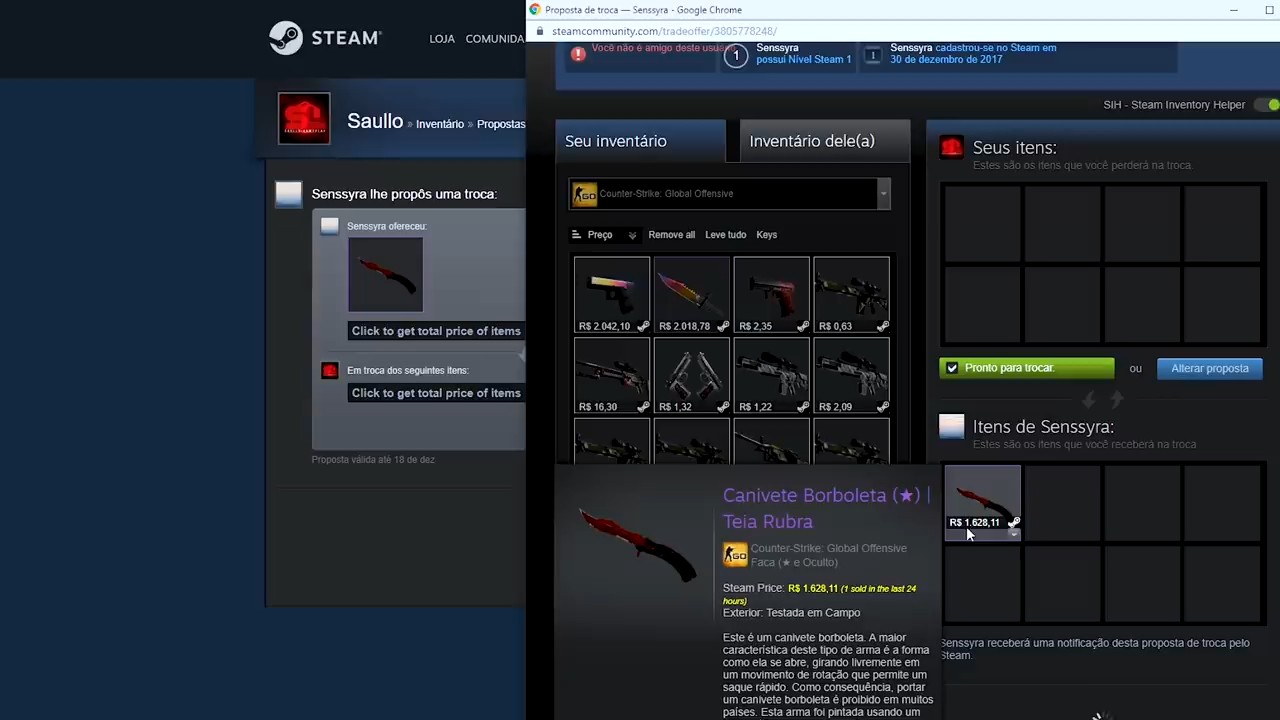 Proposta de troca — Senssyra - Google Chrome
steamcommunity.com/tradeoffer/3805778248/
STEAM®
LOJA
COMUNIDA
Você não é amigo deste usuá
1
Senssyra
possui Nível Steam 1
1
Senssyra cadastrou-se no Steam em
30 de dezembro de 2017
SIH - Steam Inventory Helper
Saullo » Inventário » Propostas
Senssyra lhe propôs uma troca:
Senssyra ofereceu:
Click to get total price of items
Em troca dos seguintes itens:
Click to get total price of items
Proposta válida até 18 de dez
Seu inventário
Inventário dele(a)
GO
Counter-Strike: Global Offensive
Preço
Remove all
Leve tudo
Keys
R$ 2.042,10
R$ 2.018,78
R$ 2,35
R$ 0,63
R$ 16,30
R$ 1,32
R$ 1,22
R$ 2,09
Canivete Borboleta (★) |
Teia Rubra
GO
Counter-Strike: Global Offensive
Faca (★ e Oculto)
Steam Price: R$ 1.628,11 (1 sold in the last 24
hours)
Exterior: Testada em Campo
Este é um canivete borboleta. A maior
característica deste tipo de arma é a forma
como ela se abre, girando livremente em
um movimento de rotação que permite um
saque rápido. Como consequência, portar
um canivete borboleta é proibido em muitos
países. Esta arma foi pintada usando um
Seus itens:
Estes são os itens que você perderá na troca.
Pronto para trocar.
ou
Alterar proposta
Itens de Senssyra:
Estes são os itens que você receberá na troca
R$ 1.628,11
Senssyra receberá uma notificação desta proposta de troca pelo
Steam.